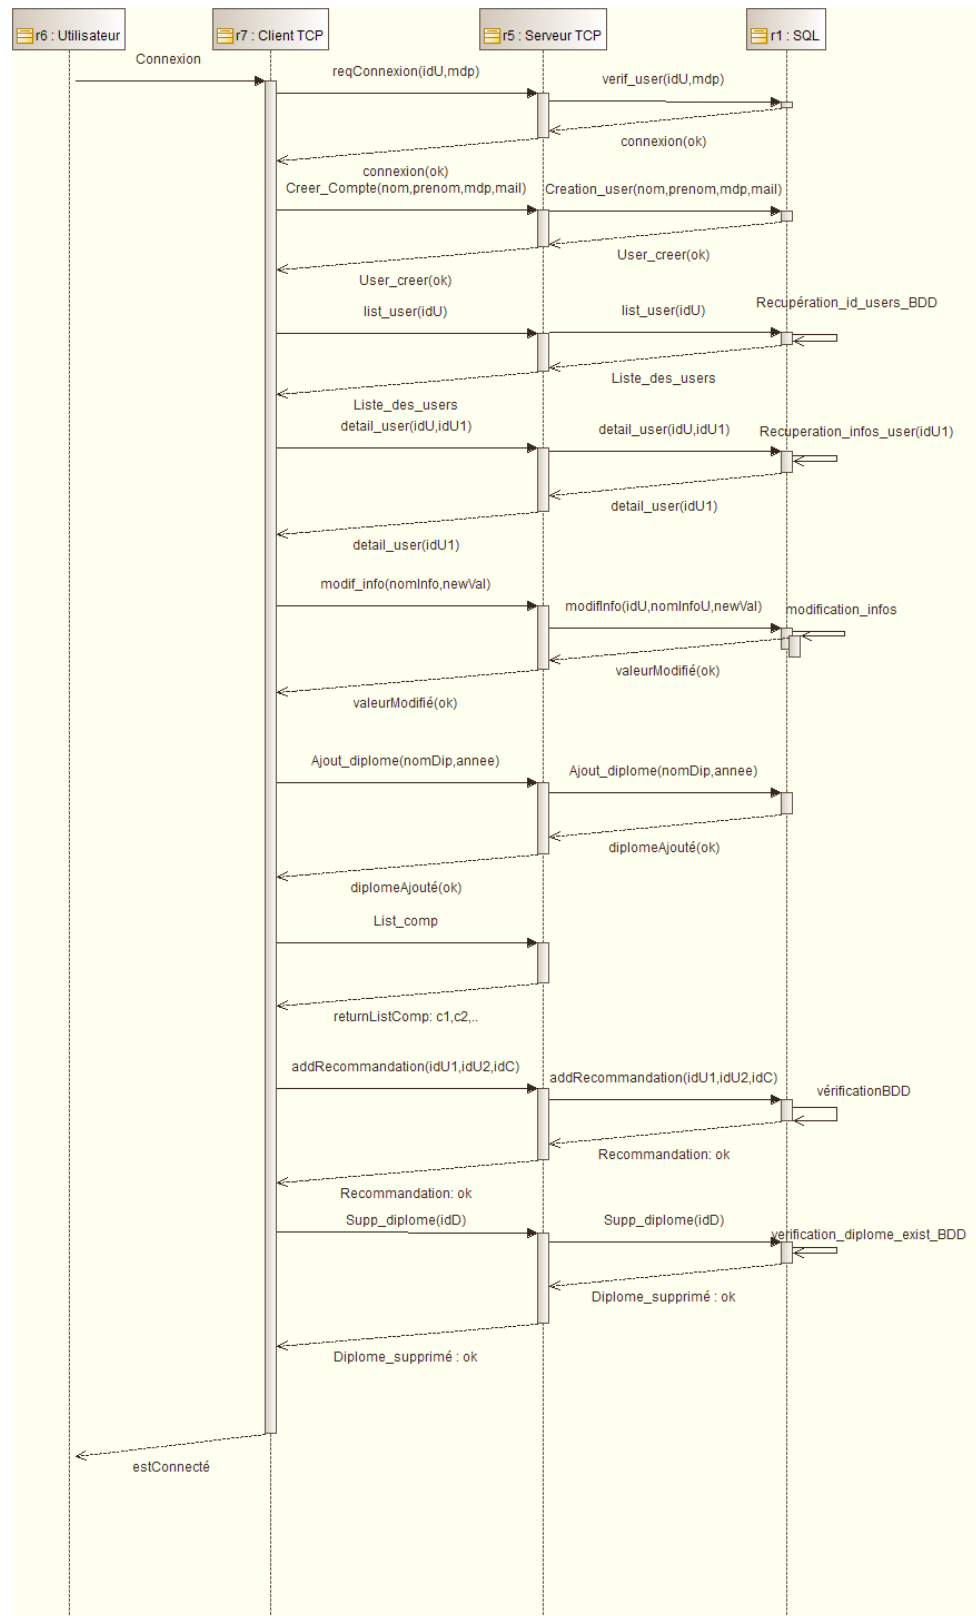 r6 : Utilisateur
r7 : Client TCP
r5 : Serveur TCP
r1 : SQL
Connexion
reqConnexion(idU,mdp)
verif_user(idU,mdp)
connexion(ok)
connexion(ok)
Creer_Compte(nom,prenom,mdp,mail)
Creation_user(nom,prenom,mdp,mail)
User_creer(ok)
User_creer(ok)
list_user(idU)
list_user(idU)
Recupération_id_users_BDD
Liste_des_users
Liste_des_users
detail_user(idU,idU1)
detail_user(idU,idU1)
Recuperation_infos_user(idU1)
detail_user(idU1)
detail_user(idU1)
modif_info(nomInfo,newVal)
modifInfo(idU,nomInfoU,newVal)
modification_infos
valeurModifié(ok)
valeurModifié(ok)
Ajout_diplome(nomDip,annee)
Ajout_diplome(nomDip,annee)
diplomeAjouté(ok)
diplomeAjouté(ok)
List_comp
returnListComp: c1,c2,..
addRecommandation(idU1,idU2,idC)
addRecommandation(idU1,idU2,idC)
vérificationBDD
Recommandation: ok
Recommandation: ok
Supp_diplome(idD)
Supp_diplome(idD)
verification_diplome_exist_BDD
Diplome_supprimé : ok
Diplome_supprimé : ok
estConnecté